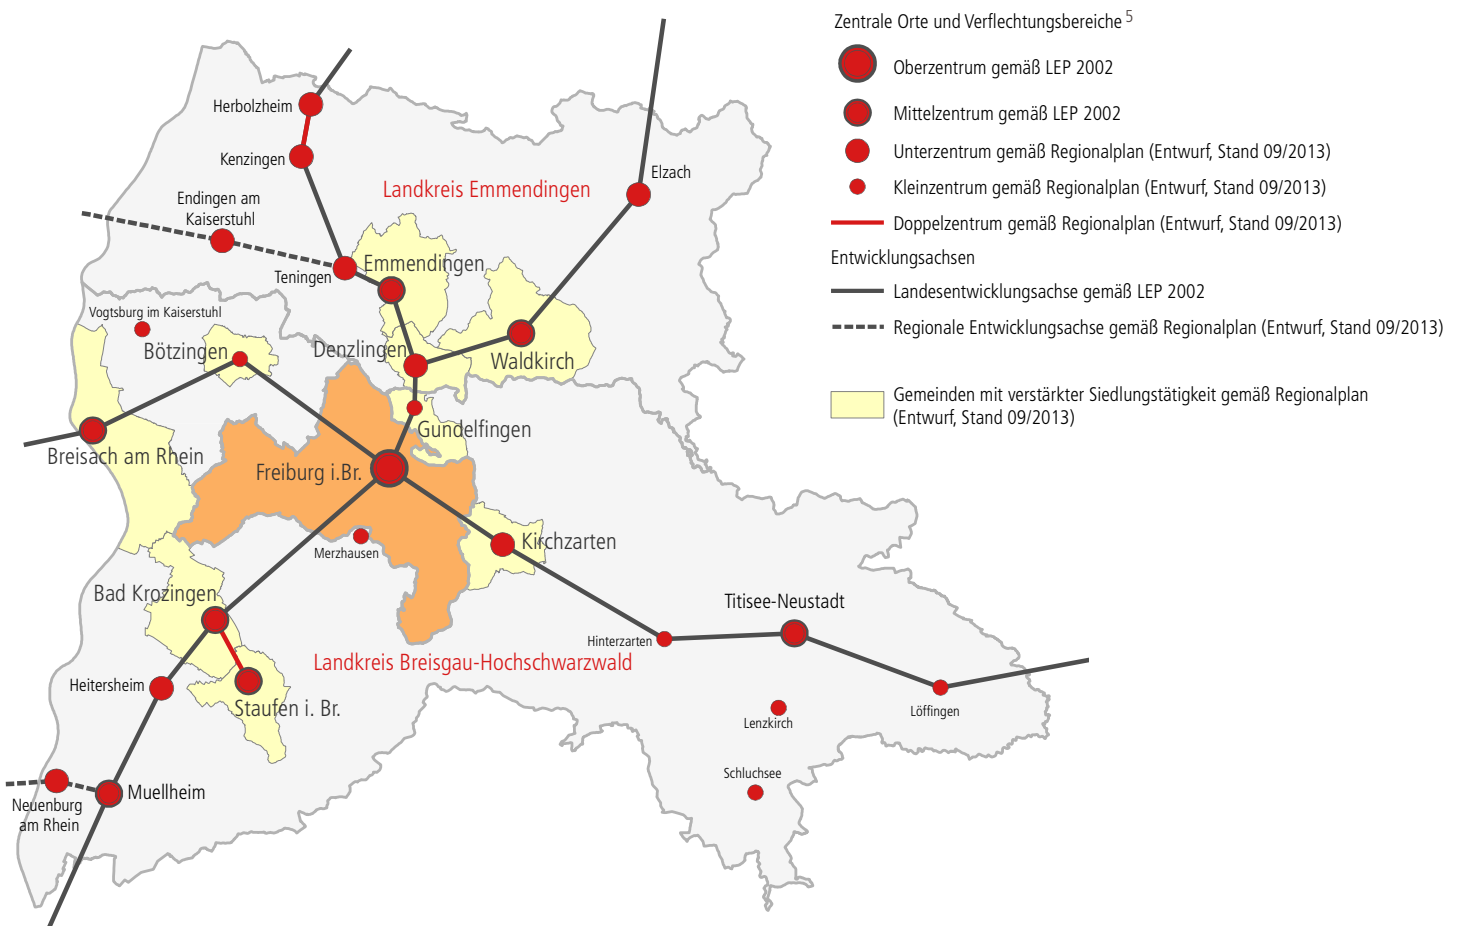 Zentrale Orte und Verflechtungsbereiche 5
Oberzentrum gemäß LEP 2002
Mittelzentrum gemäß LEP 2002
Unterzentrum gemäß Regionalplan (Entwurf, Stand 09/2013)
Kleinzentrum gemäß Regionalplan (Entwurf, Stand 09/2013)
Doppelzentrum gemäß Regionalplan (Entwurf, Stand 09/2013)
Entwicklungsachsen
Landesentwicklungsachse gemäß LEP 2002
Regionale Entwicklungsachse gemäß Regionalplan (Entwurf, Stand 09/2013)
Gemeinden mit verstärkter Siedlungstätigkeit gemäß Regionalplan
(Entwurf, Stand 09/2013)
Herbolzheim
Kenzingen
Elzach
Landkreis Emmendingen
Endingen am
Kaiserstuhl
Teningen
Emmendingen
Vogtsburg im Kaiserstuhl
Bötzingen
Denzlingen
Waldkirch
Gundelfingen
Breisach am Rhein
Freiburg i.Br.
Merzhausen
Kirchzarten
Bad Krozingen
Titisee-Neustadt
Hinterzarten
Landkreis Breisgau-Hochschwarzwald
Heitersheim
Staufen i. Br.
Lenzkirch
Löffingen
Schluchsee
Muellheim
Neuenburg
am Rhein